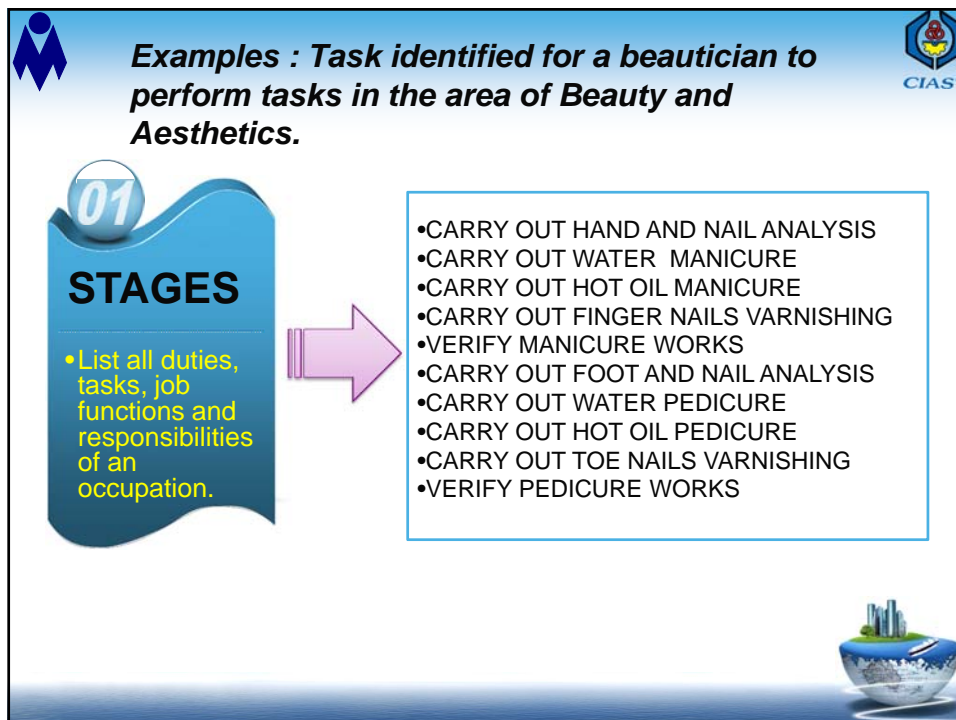 Examples : Task identified for a beautician to
perform tasks in the area of Beauty and
Aesthetics.
CIAST
01
STAGES
•List all duties,
tasks, job
functions and
responsibilities
of an
occupation.
•CARRY OUT HAND AND NAIL ANALYSIS
•CARRY OUT WATER MANICURE
•CARRY OUT HOT OIL MANICURE
•CARRY OUT FINGER NAILS VARNISHING
•VERIFY MANICURE WORKS
•CARRY OUT FOOT AND NAIL ANALYSIS
•CARRY OUT WATER PEDICURE
•CARRY OUT HOT OIL PEDICURE
•CARRY OUT TOE NAILS VARNISHING
•VERIFY PEDICURE WORKS